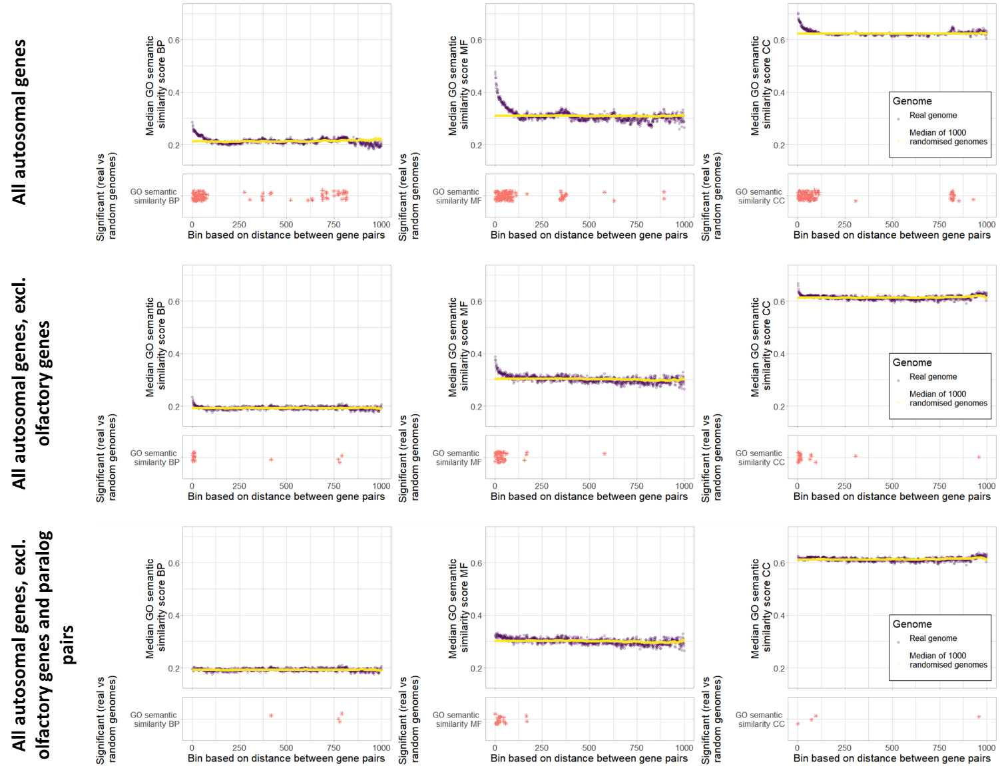 All autosomal genes
Median GO semantic
similarity score BP
0.6
0.4
0.2
Significant (real vs
random genomes)
GO semantic
similarity BP
0
250
500
750
1000
Bin based on distance between gene pairs
Median GO semantic
similarity score MF
0.6
0.4
0.2
Significant (real vs
random genomes)
GO semantic
similarity MF
0
250
500
750
1000
Bin based on distance between gene pairs
Median GO semantic
similarity score CC
0.6
0.4
0.2
Genome
Real genome
Median of 1000
randomised genomes
Significant (real vs
random genomes)
GO semantic
similarity CC
0
250
500
750
1000
Bin based on distance between gene pairs
All autosomal genes, excl.
olfactory genes
Median GO semantic
similarity score BP
0.6
0.4
0.2
Significant (real vs
random genomes)
GO semantic
similarity BP
0
250
500
750
1000
Bin based on distance between gene pairs
Median GO semantic
similarity score MF
0.6
0.4
0.2
Significant (real vs
random genomes)
GO semantic
similarity MF
0
250
500
750
1000
Bin based on distance between gene pairs
Median GO semantic
similarity score CC
0.6
0.4
0.2
Genome
Real genome
Median of 1000
randomised genomes
Significant (real vs
random genomes)
GO semantic
similarity CC
0
250
500
750
1000
Bin based on distance between gene pairs
All autosomal genes, excl.
olfactory genes and paralog
pairs
Median GO semantic
similarity score BP
0.6
0.4
0.2
Significant (real vs
random genomes)
GO semantic
similarity BP
0
250
500
750
1000
Bin based on distance between gene pairs
Median GO semantic
similarity score MF
0.6
0.4
0.2
Significant (real vs
random genomes)
GO semantic
similarity MF
0
250
500
750
1000
Bin based on distance between gene pairs
Median GO semantic
similarity score CC
0.6
0.4
0.2
Genome
Real genome
Median of 1000
randomised genomes
Significant (real vs
random genomes)
GO semantic
similarity CC
0
250
500
750
1000
Bin based on distance between gene pairs